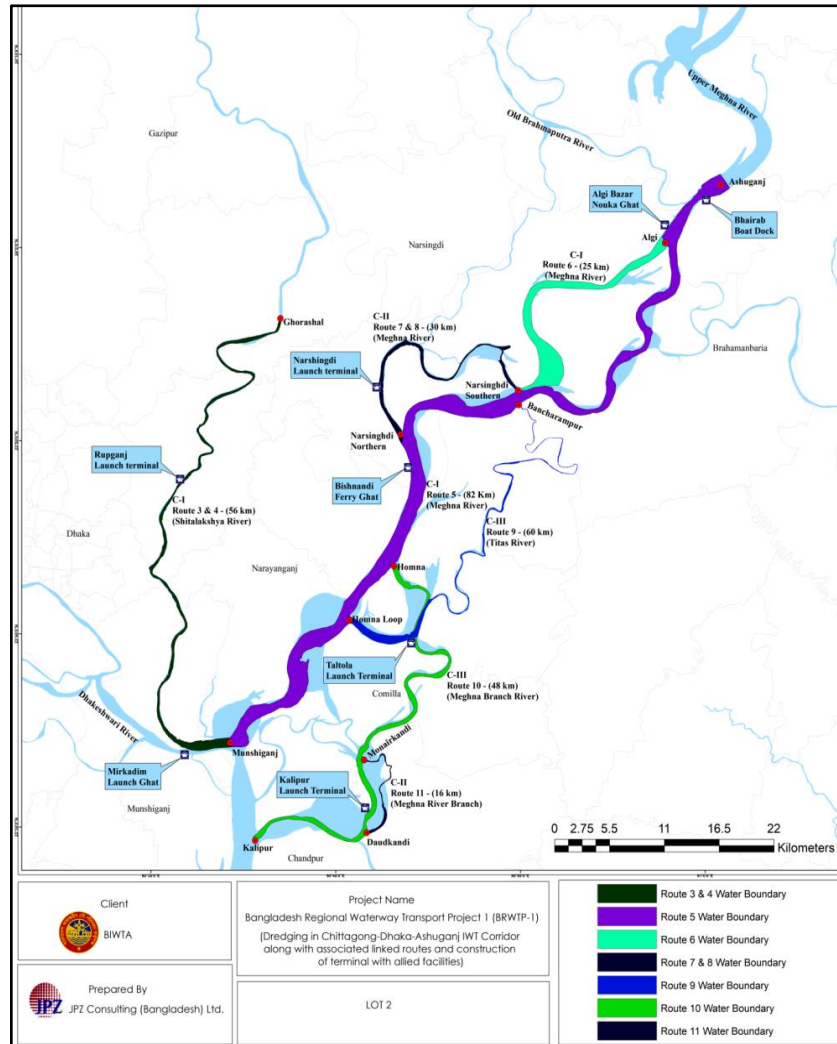 Upper Meghna River
Old Brahmaputra River
Gazipur
Ashuganj
Algi Bazar
Nouka Ghat
Bhairab
Boat Dock
Algi
Narsingdi
C-I
Route 6 - (25 km)
(Meghna River)
Ghorashal
C-II
Route 7 & 8 - (30 km)
(Meghna River)
Brahamanbaria
Narshingdi
Launch terminal
Narsinghdi
Southern
Bancharampur
Narsinghdi
Northern
Rupganj
Launch terminal
Bishnandi
Ferry Ghat
C-I
Route 5 - (82 Km)
(Meghna River)
C-I
Route 3 & 4 - (56 km)
(Shitalakshya River)
C-III
Route 9 - (60 km)
(Titas River)
Dhaka
Narayanganj
Homna
Homna Loop
Taltola
Launch Terminal
C-III
Route 10 - (48 km)
(Meghna Branch River)
Comilla
Dhakeshwari River
Munshiganj
Monairkandi
Mirkadim
Launch Ghat
Kalipur
Launch Terminal
C-II
Route 11 - (16 km)
(Meghna River Branch)
Munshiganj
Kalipur
Daudkandi
Chandpur
0 2.75 5.5 11 16.5 22
Kilometers
Client
BIWTA
Project Name
Bangladesh Regional Waterway Transport Project 1 (BRWTP-1)
(Dredging in Chittagong-Dhaka-Ashuganj IWT Corridor
along with associated linked routes and construction
of terminal with allied facilities)
Prepared By
JPZ
JPZ Consulting (Bangladesh) Ltd.
LOT 2
Route 3 & 4 Water Boundary
Route 5 Water Boundary
Route 6 Water Boundary
Route 7 & 8 Water Boundary
Route 9 Water Boundary
Route 10 Water Boundary
Route 11 Water Boundary